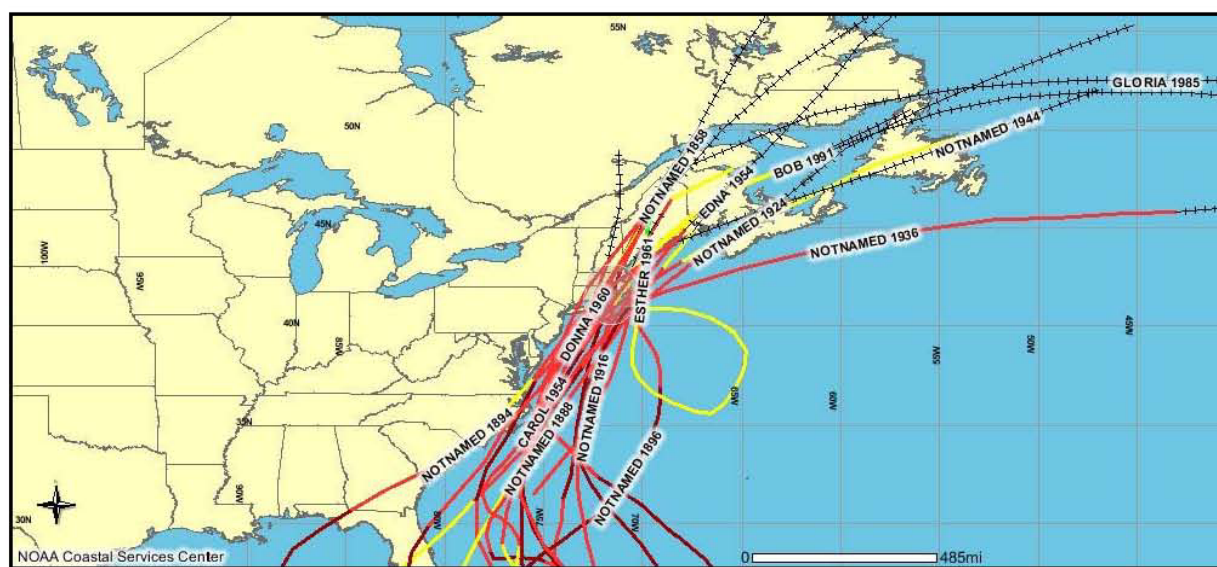 55N
GLORIA 1985
50N
NOTNAMED 1858
NOTNAMED 1944
BOB 1991
EDNA 1954
45N
NOTNAMED 1924
100W
NOTNAMED 1936
95W
ESTHER 1961
DONNA 1960
40N
85W
45W
50W
55W
NOTNAMED 1916
CAROL 1954
65W
60W
NOTNAMED 1894
35N
NOTNAMED 1888
NOTNAMED 1896
90W
80W
75W
70W
30N
NOAA Coastal Services Center
0 485mi